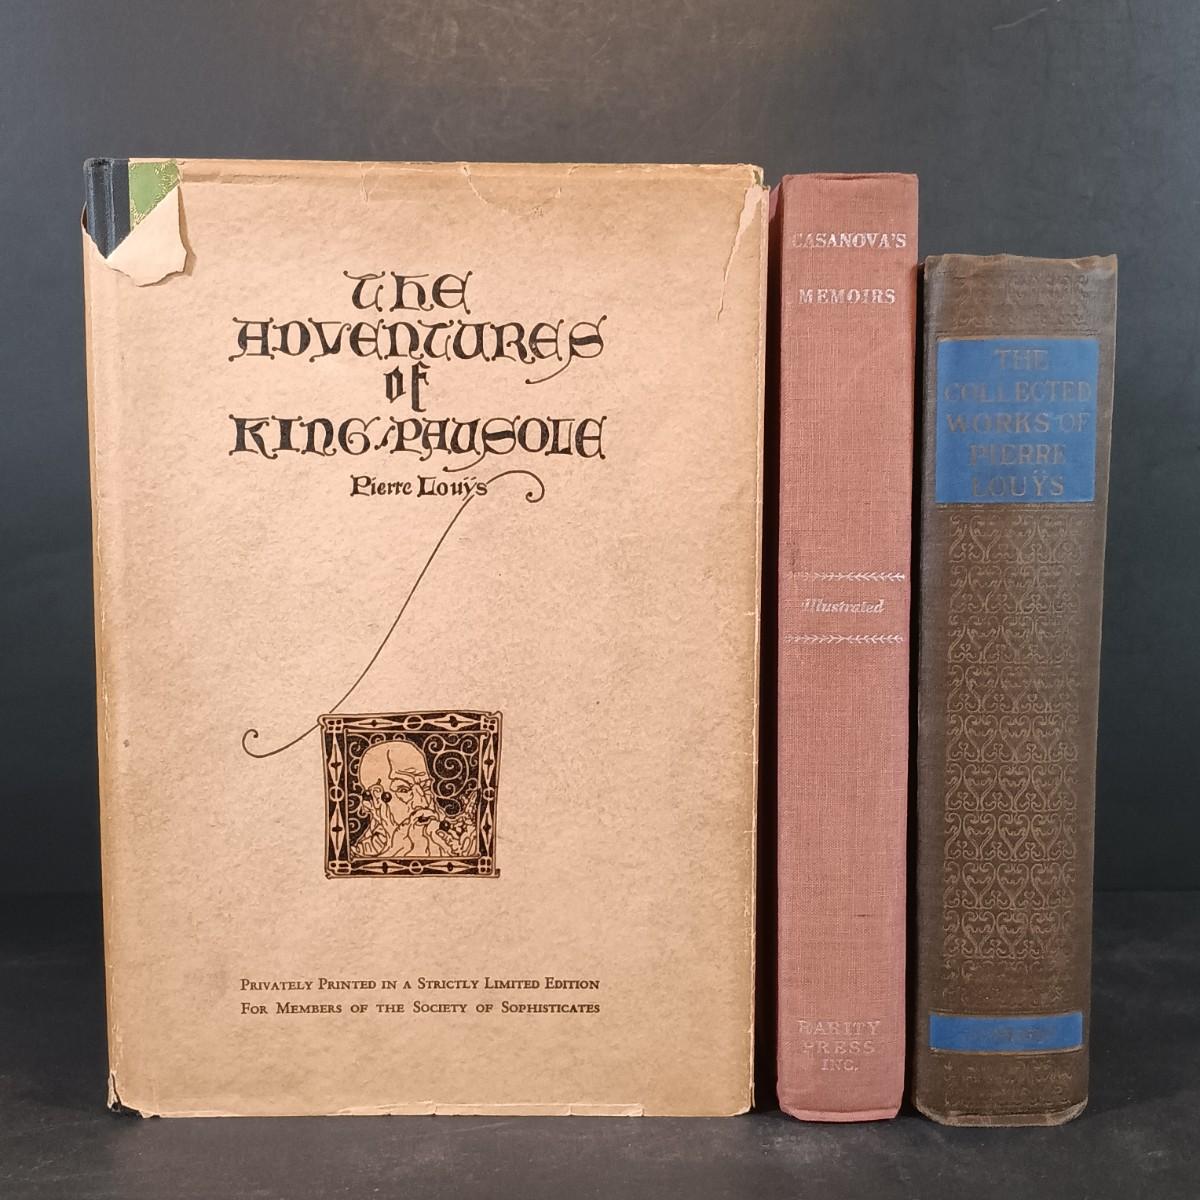 THE
ADVENTURES
OF
KING PAUSOLE
Pierre Louÿs
PRIVATELY PRINTED IN A STRICTLY LIMITED EDITION
FOR MEMBERS OF THE SOCIETY OF SOPHISTICATES
CASANOVA'S
MEMOIRS
Illustrated
RARITY
PRESS
INC.
THE
COLLECTED
WORKS OF
PIERRE
LOUŸS